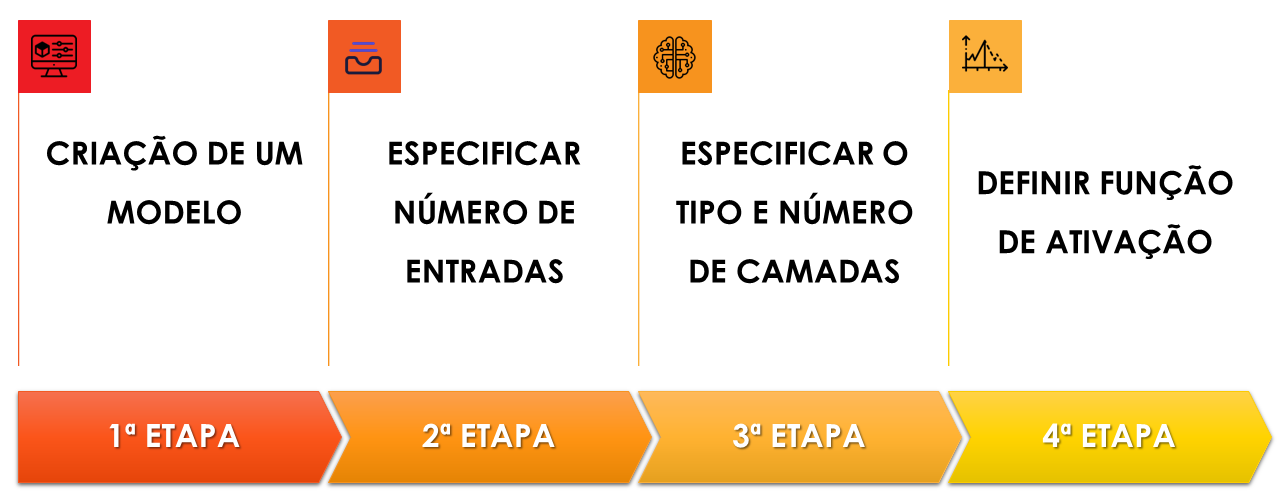 CRIAÇÃO DE UM
MODELO
ESPECIFICAR
NÚMERO DE
ENTRADAS
ESPECIFICAR O
TIPO E NÚMERO
DE CAMADAS
DEFINIR FUNÇÃO
DE ATIVAÇÃO
1ª ETAPA
2ª ETAPA
3ª ETAPA
4ª ETAPA